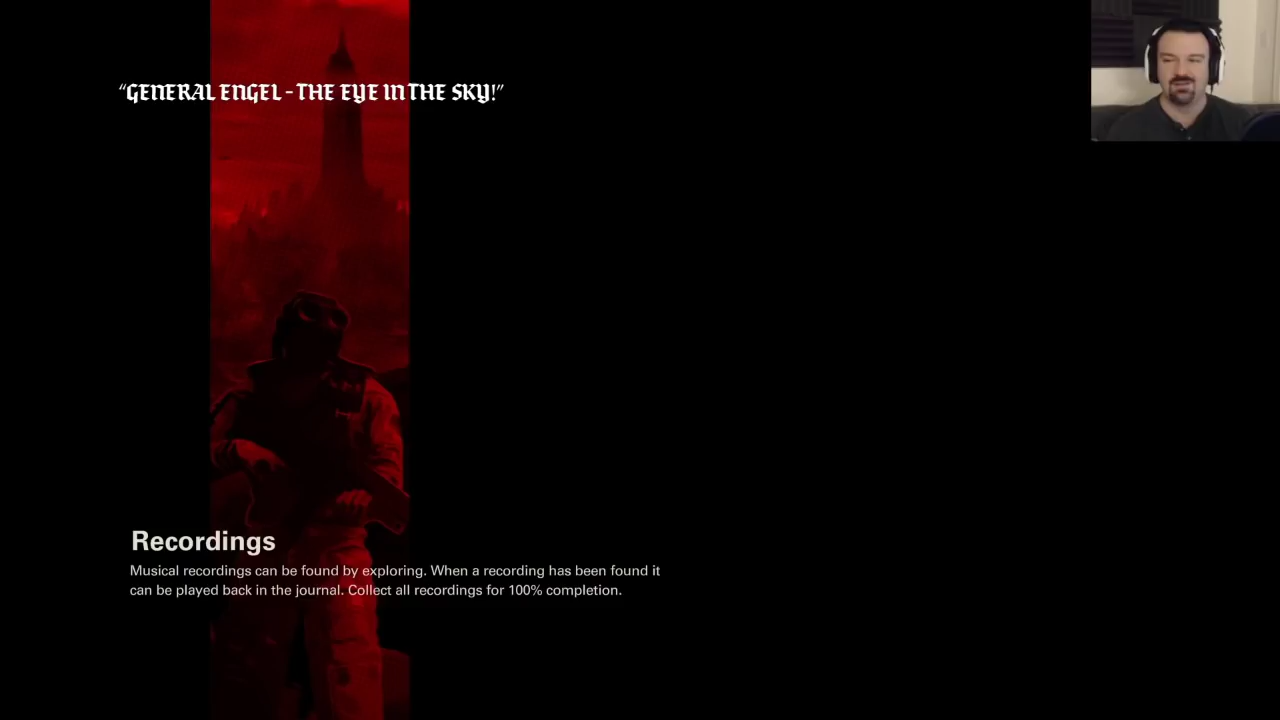 “GENERAL ENGEL - THE EYE IN THE SKY!”
Recordings
Musical recordings can be found by exploring. When a recording has been found it
can be played back in the journal. Collect all recordings for 100% completion.